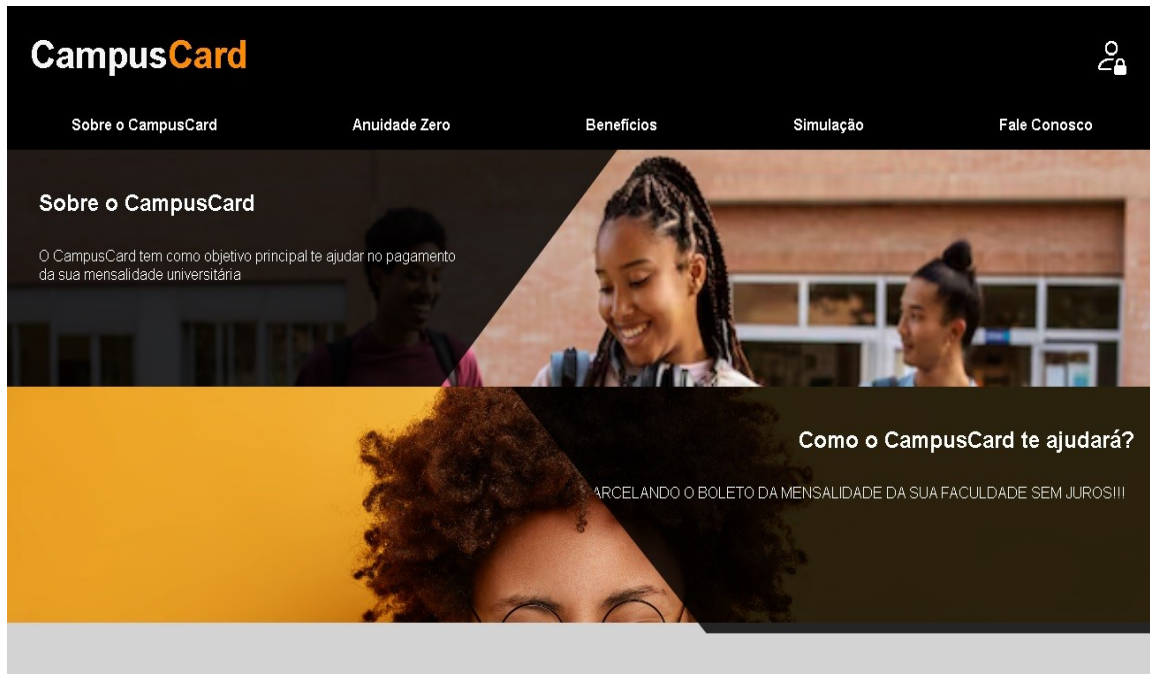 CampusCard
Sobre o CampusCard
Anuidade Zero
Benefícios
Simulação
Fale Conosco
Sobre o CampusCard
O CampusCard tem como objetivo principal te ajudar no pagamento
da sua mensalidade universitária
Como o CampusCard te ajudará?
ARCELANDO O BOLETO DA MENSALIDADE DA SUA FACULDADE SEM JUROS!!!